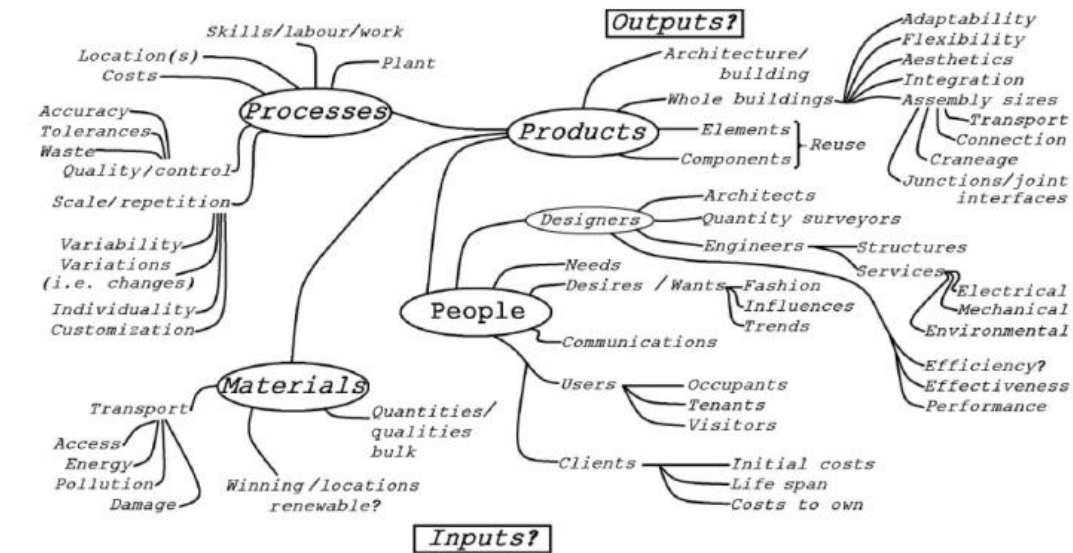 Outputs?
Skills/labour/work
Location(s)
Costs
Plant
Processes
Accuracy
Tolerances
Waste
Quality/control
Scale/repetition
Variability
Variations
(i.e. changes)
Individuality
Customization
Products
Architecture/
building
Whole buildings
Adaptability
Flexibility
Aesthetics
Integration
Assembly sizes
Transport
Connection
Craneage
Junctions/joint
interfaces
Elements
Components
Reuse
Designers
Architects
Quantity surveyors
Engineers
Structures
Services
Electrical
Mechanical
Environmental
Efficiency?
Effectiveness
Performance
People
Needs
Desires/Wants
Fashion
Influences
Trends
Communications
Users
Occupants
Tenants
Visitors
Clients
Initial costs
Life span
Costs to own
Materials
Transport
Access
Energy
Pollution
Damage
Quantities/
qualities
bulk
Winning/locations
renewable?
Inputs?